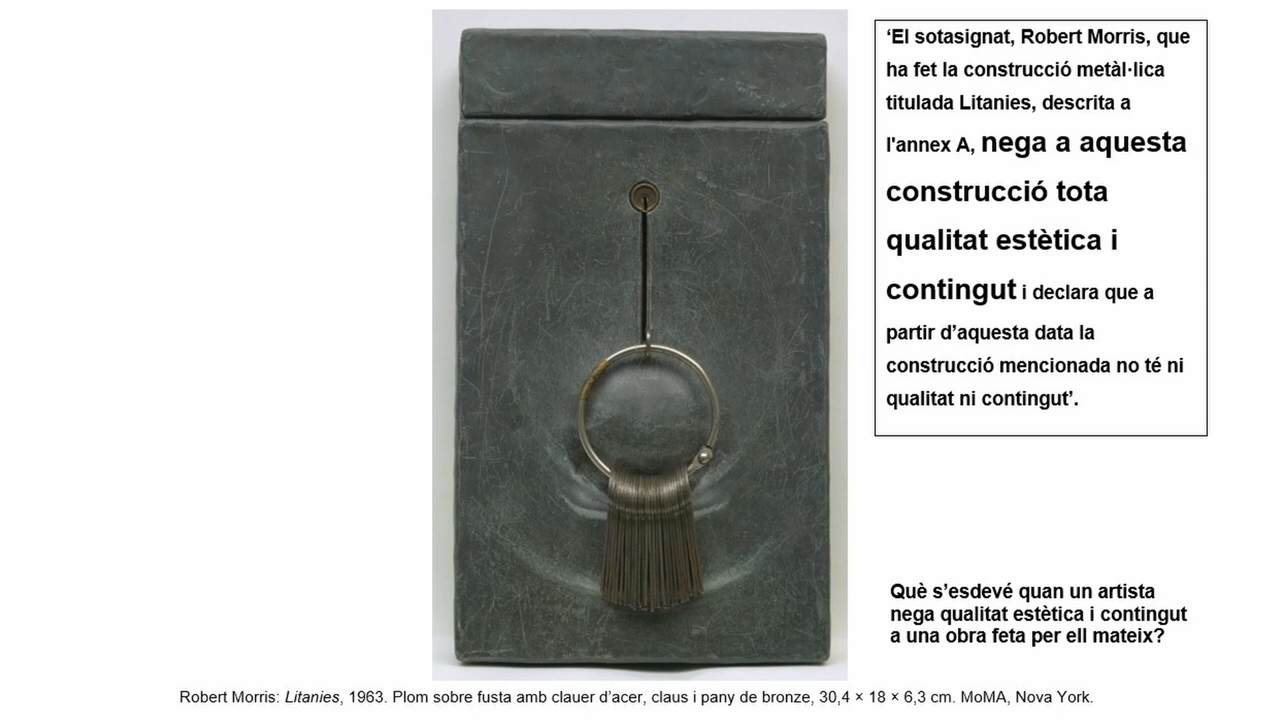 ‘El sotasignat, Robert Morris, que
ha fet la construcció metàl·lica
titulada Litanies, descrita a
l'annex A, nega a aquesta
construcció tota
qualitat estètica i
contingut i declara que a
partir d’aquesta data la
construcció mencionada no té ni
qualitat ni contingut’.
Què s’esdevé quan un artista
nega qualitat estètica i contingut
a una obra feta per ell mateix?
Robert Morris: Litanies, 1963. Plom sobre fusta amb clauer d’acer, claus i pany de bronze, 30,4 × 18 × 6,3 cm. MoMA, Nova York.